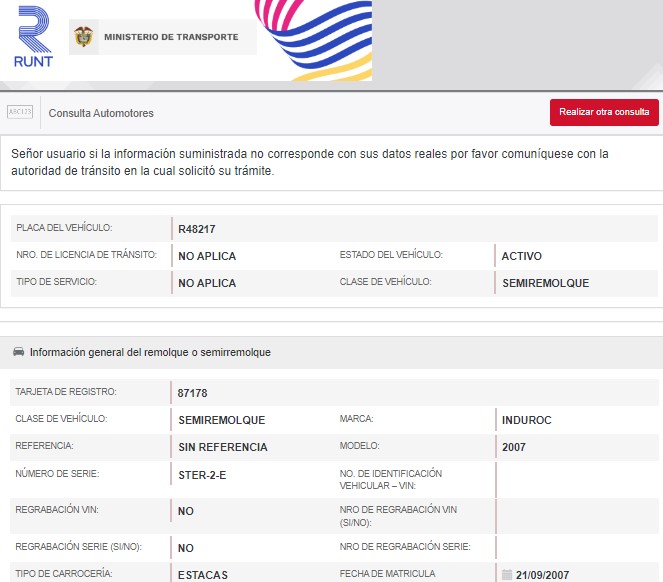 RUNT
MINISTERIO DE TRANSPORTE
ABC123
Consulta Automotores
Realizar otra consulta
Señor usuario si la información suministrada no corresponde con sus datos reales por favor comuníquese con la
autoridad de tránsito en la cual solicitó su trámite.
PLACA DEL VEHÍCULO: R48217
NRO. DE LICENCIA DE TRÁNSITO: NO APLICA ESTADO DEL VEHÍCULO: ACTIVO
TIPO DE SERVICIO: NO APLICA CLASE DE VEHÍCULO: SEMIREMOLQUE
Información general del remolque o semirremolque
TARJETA DE REGISTRO: 87178
CLASE DE VEHÍCULO: SEMIREMOLQUE MARCA: INDUROC
REFERENCIA: SIN REFERENCIA MODELO: 2007
NÚMERO DE SERIE: STER-2-E NO. DE IDENTIFICACIÓN
VEHICULAR – VIN:
REGRABACIÓN VIN: NO NRO DE REGRABACIÓN VIN
(SI/NO):
REGRABACIÓN SERIE (SI/NO): NO NRO DE REGRABACIÓN SERIE:
TIPO DE CARROCERÍA: ESTACAS FECHA DE MATRICULA 21/09/2007